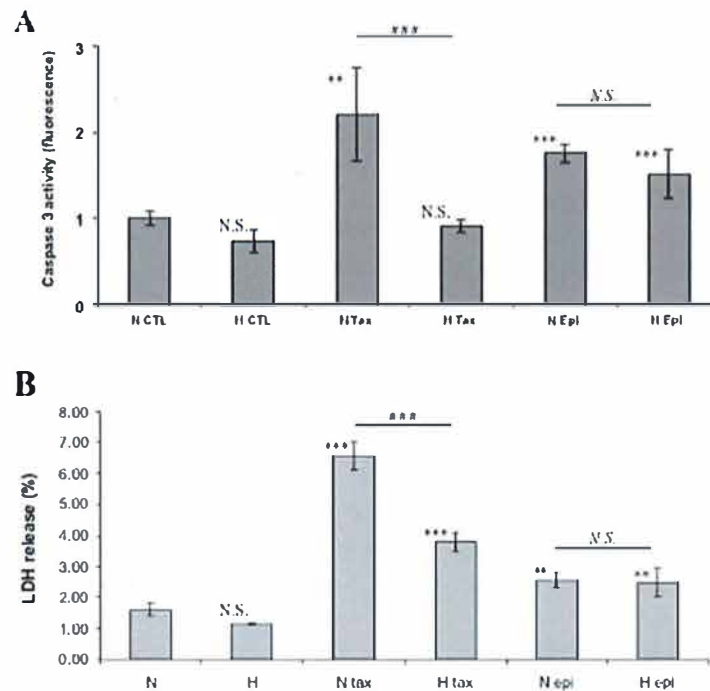 A
###
3
**
N.S.
***
***
2
Caspase 3 activity (fluorescence)
N.S.
N.S.
1
0
N CTL
H CTL
N Tax
H Tax
N Epi
H Epi
B
8.00
###
7.00
***
6.00
5.00
LDH release (%)
***
N.S.
4.00
3.00
**
**
2.00
N.S.
1.00
0.00
N
H
N tax
H tax
N epi
H epi